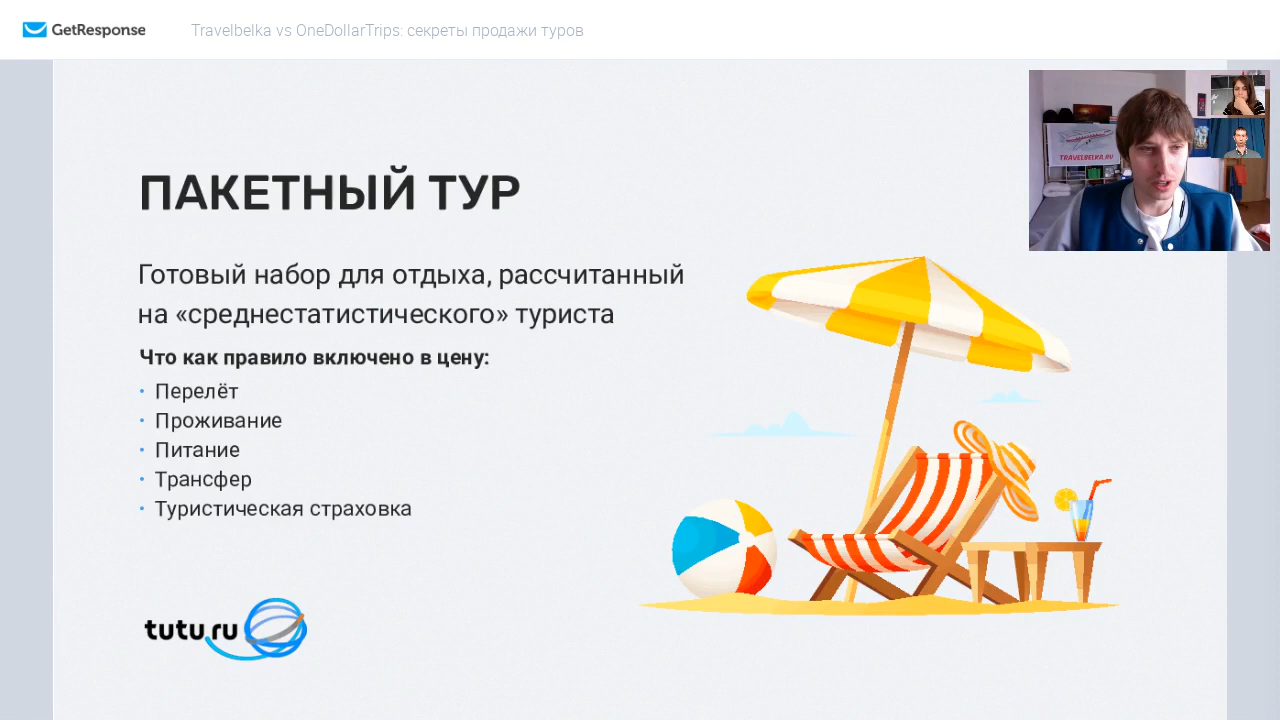 GetResponse
Travelbelka vs OneDollarTrips: секреты продажи туров
TRAVELBELKA.RU
ПАКЕТНЫЙ ТУР
Готовый набор для отдыха, рассчитанный
на «среднестатистического» туриста
Что как правило включено в цену:
• Перелёт
• Проживание
• Питание
• Трансфер
• Туристическая страховка
tutu.ru